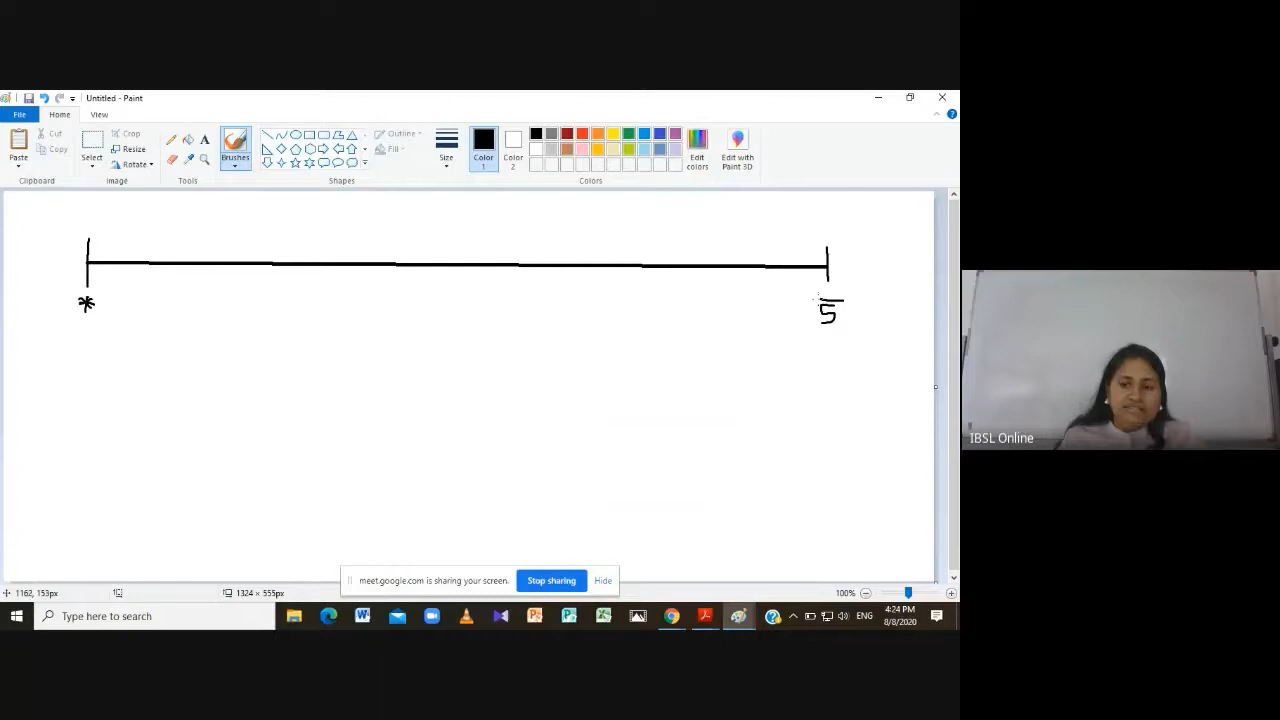 Untitled - Paint
File Home View
Cut
Copy
Paste
Clipboard
Crop
Resize
Rotate
Select
Image
Tools
Brushes
Outline
Fill
Shapes
Size
Color 1
Color 2
Edit colors
Edit with Paint 3D
Colors
*
5
IBSL Online
meet.google.com is sharing your screen. Stop sharing Hide
1162, 153px 1324 × 555px 100%
Type here to search
ENG
4:24 PM
8/8/2020